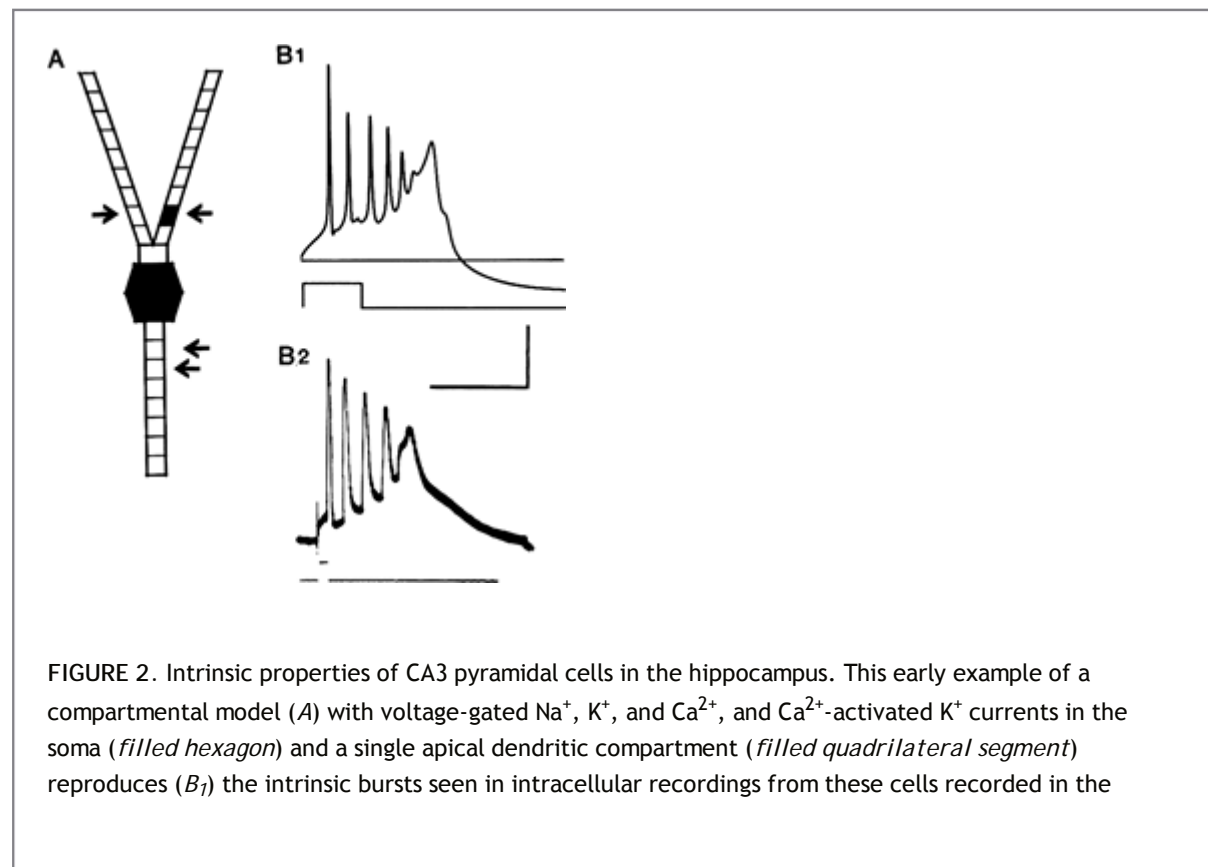 A
B1
B2
FIGURE 2. Intrinsic properties of CA3 pyramidal cells in the hippocampus. This early example of a
compartmental model (A) with voltage-gated Na⁺, K⁺, and Ca²⁺, and Ca²⁺-activated K⁺ currents in the
soma (filled hexagon) and a single apical dendritic compartment (filled quadrilateral segment)
reproduces (B₁) the intrinsic bursts seen in intracellular recordings from these cells recorded in the